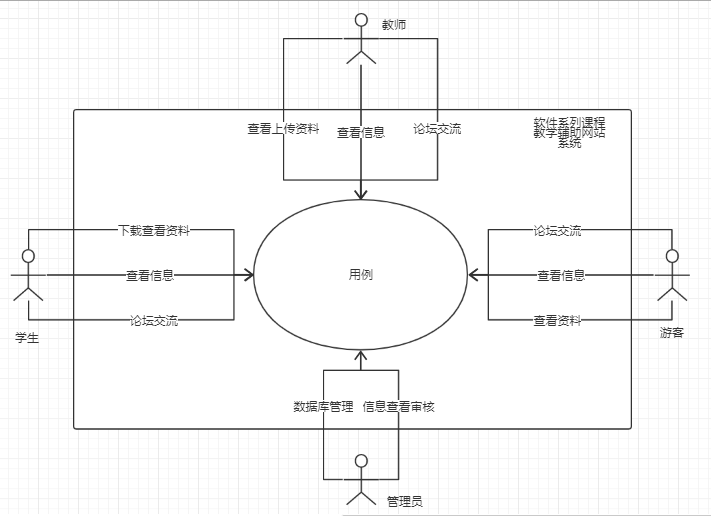 教师
查看上传资料
查看信息
论坛交流
软件系列课程
教学辅助网站
系统
下载查看资料
查看信息
论坛交流
学生
用例
论坛交流
查看信息
查看资料
游客
数据库管理
信息查看审核
管理员